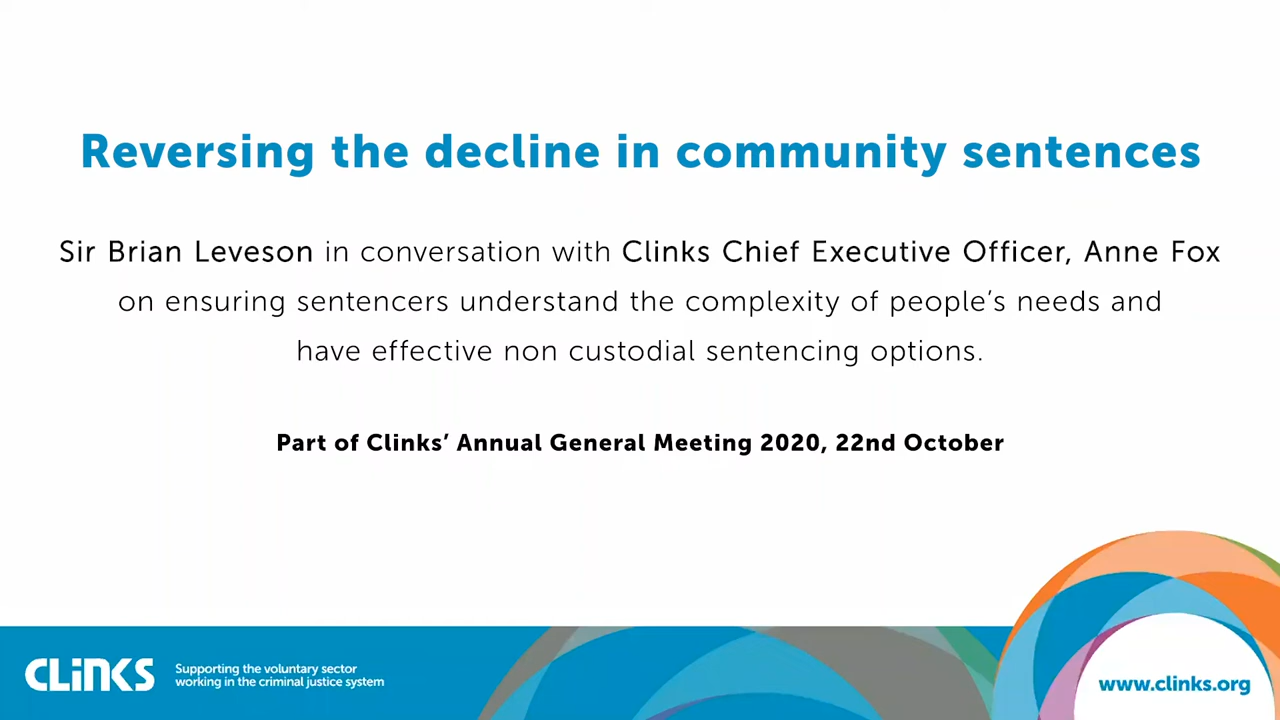 Reversing the decline in community sentences
Sir Brian Leveson in conversation with Clinks Chief Executive Officer, Anne Fox
on ensuring sentencers understand the complexity of people’s needs and
have effective non custodial sentencing options.
Part of Clinks’ Annual General Meeting 2020, 22nd October
CLiNKS
Supporting the voluntary sector
working in the criminal justice system
www.clinks.org